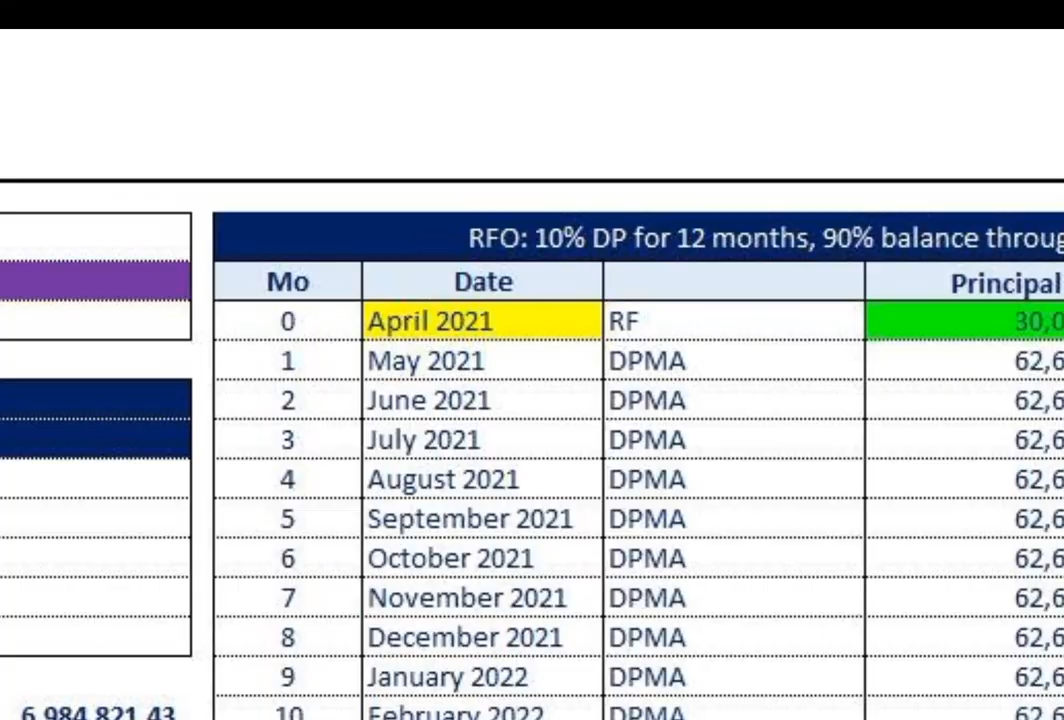 RFO: 10% DP for 12 months, 90% balance
Mo Date Principal
0 April 2021 RF 30,0
1 May 2021 DPMA 62,6
2 June 2021 DPMA 62,6
3 July 2021 DPMA 62,6
4 August 2021 DPMA 62,6
5 September 2021 DPMA 62,6
6 October 2021 DPMA 62,6
7 November 2021 DPMA 62,6
8 December 2021 DPMA 62,6
9 January 2022 DPMA 62,6
6,984,821.43 10 February 2022 DPMA 62,6